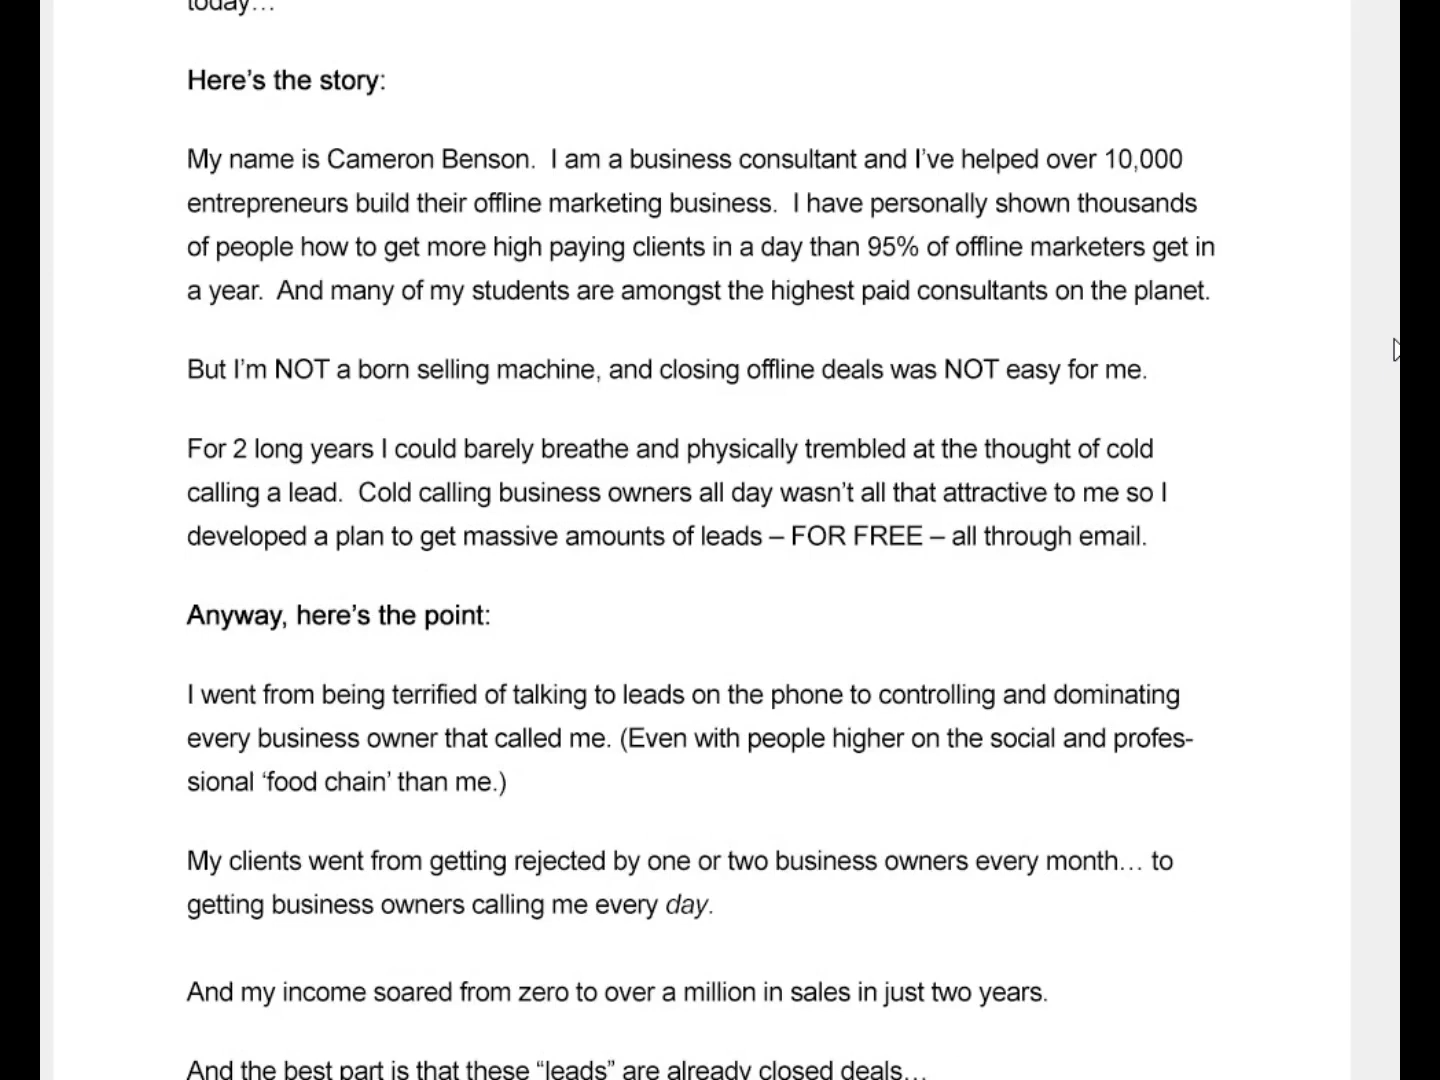 today…
Here’s the story:
My name is Cameron Benson.  I am a business consultant and I’ve helped over 10,000
entrepreneurs build their offline marketing business.  I have personally shown thousands
of people how to get more high paying clients in a day than 95% of offline marketers get in
a year.  And many of my students are amongst the highest paid consultants on the planet.
But I’m NOT a born selling machine, and closing offline deals was NOT easy for me.
For 2 long years I could barely breathe and physically trembled at the thought of cold
calling a lead.  Cold calling business owners all day wasn’t all that attractive to me so I
developed a plan to get massive amounts of leads – FOR FREE – all through email.
Anyway, here’s the point:
I went from being terrified of talking to leads on the phone to controlling and dominating
every business owner that called me. (Even with people higher on the social and profes-
sional ‘food chain’ than me.)
My clients went from getting rejected by one or two business owners every month… to
getting business owners calling me every day.
And my income soared from zero to over a million in sales in just two years.
And the best part is that these “leads” are already closed deals…